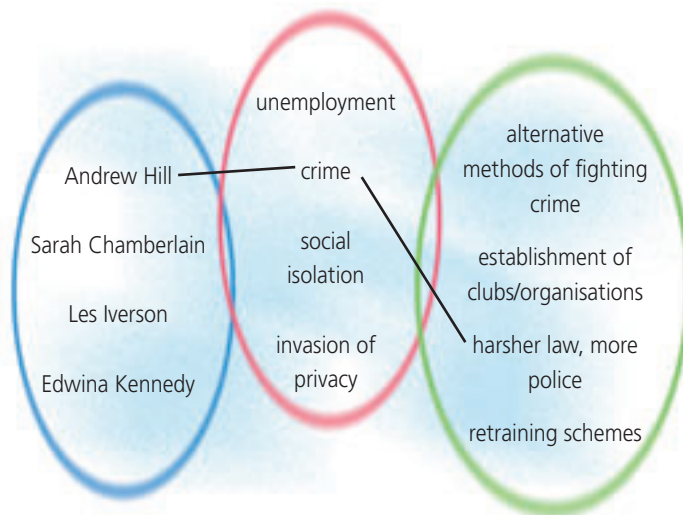 Andrew Hill
Sarah Chamberlain
Les Iverson
Edwina Kennedy
unemployment
crime
social
isolation
invasion of
privacy
alternative
methods of fighting
crime
establishment of
clubs/organisations
harsher law, more
police
retraining schemes